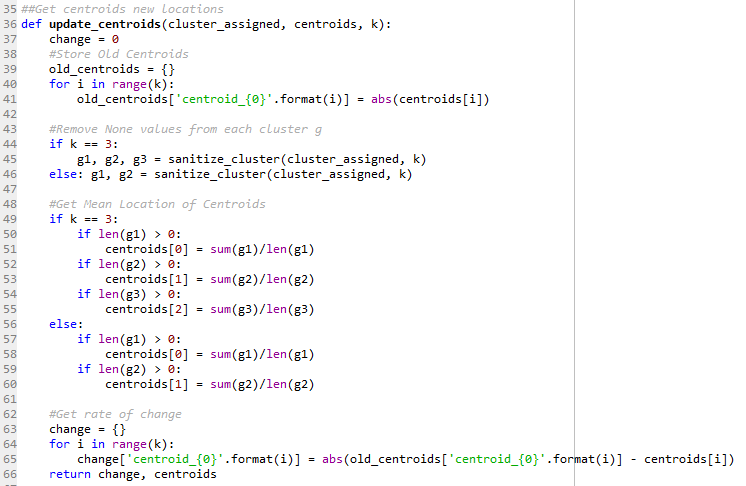 35 ##Get centroids new locations
36 def update_centroids(cluster_assigned, centroids, k):
37     change = 0
38     #Store Old Centroids
39     old_centroids = {}
40     for i in range(k):
41         old_centroids['centroid_{0}'.format(i)] = abs(centroids[i])
42
43     #Remove None values from each cluster g
44     if k == 3:
45         g1, g2, g3 = sanitize_cluster(cluster_assigned, k)
46     else: g1, g2 = sanitize_cluster(cluster_assigned, k)
47
48     #Get Mean Location of Centroids
49     if k == 3:
50         if len(g1) > 0:
51             centroids[0] = sum(g1)/len(g1)
52         if len(g2) > 0:
53             centroids[1] = sum(g2)/len(g2)
54         if len(g3) > 0:
55             centroids[2] = sum(g3)/len(g3)
56     else:
57         if len(g1) > 0:
58             centroids[0] = sum(g1)/len(g1)
59         if len(g2) > 0:
60             centroids[1] = sum(g2)/len(g2)
61
62     #Get rate of change
63     change = {}
64     for i in range(k):
65         change['centroid_{0}'.format(i)] = abs(old_centroids['centroid_{0}'.format(i)] - centroids[i])
66     return change, centroids